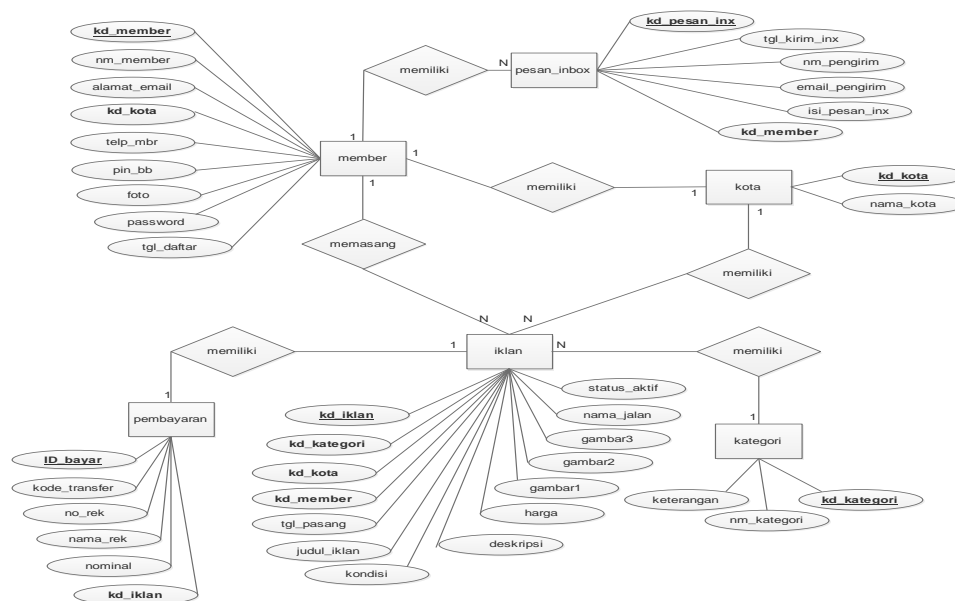 kd_member
nm_member
alamat_email
kd_kota
telp_mbr
pin_bb
foto
password
tgl_daftar
memiliki
N
pesan_inbox
kd_pesan_inx
tgl_kirim_inx
nm_pengirim
email_pengirim
isi_pesan_inx
kd_member
1
member
1
1
memiliki
1
kota
1
kd_kota
nama_kota
memasang
memiliki
N
N
memiliki
1
iklan
N
memiliki
1
pembayaran
1
kategori
ID_bayar
kode_transfer
no_rek
nama_rek
nominal
kd_iklan
kd_iklan
kd_kategori
kd_kota
kd_member
tgl_pasang
judul_iklan
kondisi
deskripsi
harga
gambar1
gambar2
gambar3
nama_jalan
status_aktif
keterangan
nm_kategori
kd_kategori